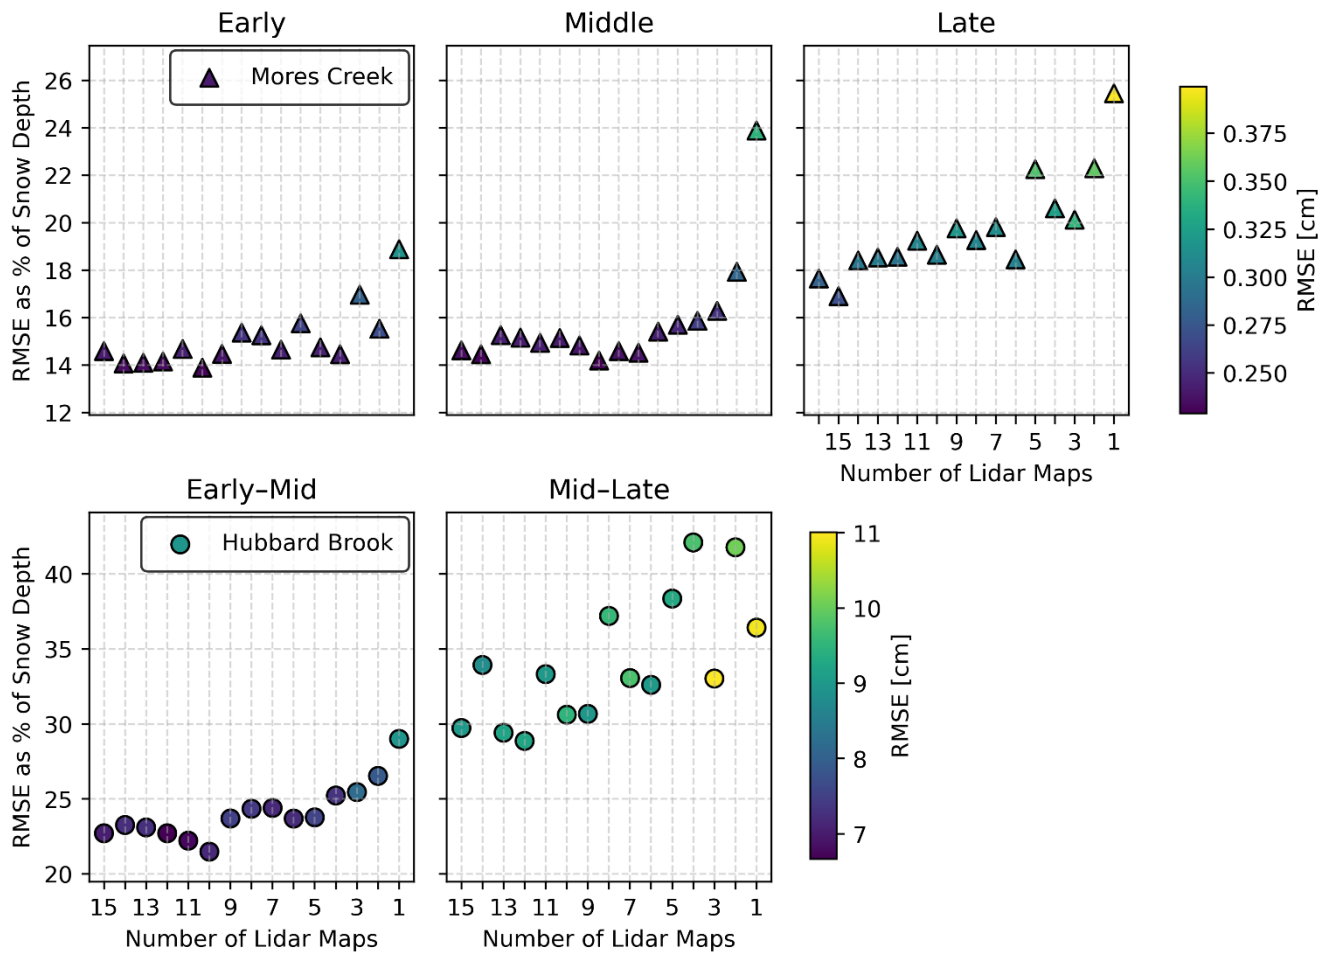 Early
Middle
Late
RMSE as % of Snow Depth
26
24
22
20
18
16
14
12
Mores Creek
15 13 11 9 7 5 3 1
Number of Lidar Maps
0.375
0.350
0.325
0.300
0.275
0.250
RMSE [cm]
Early–Mid
Mid–Late
RMSE as % of Snow Depth
40
35
30
25
20
Hubbard Brook
15 13 11 9 7 5 3 1
Number of Lidar Maps
15 13 11 9 7 5 3 1
Number of Lidar Maps
11
10
9
8
7
RMSE [cm]